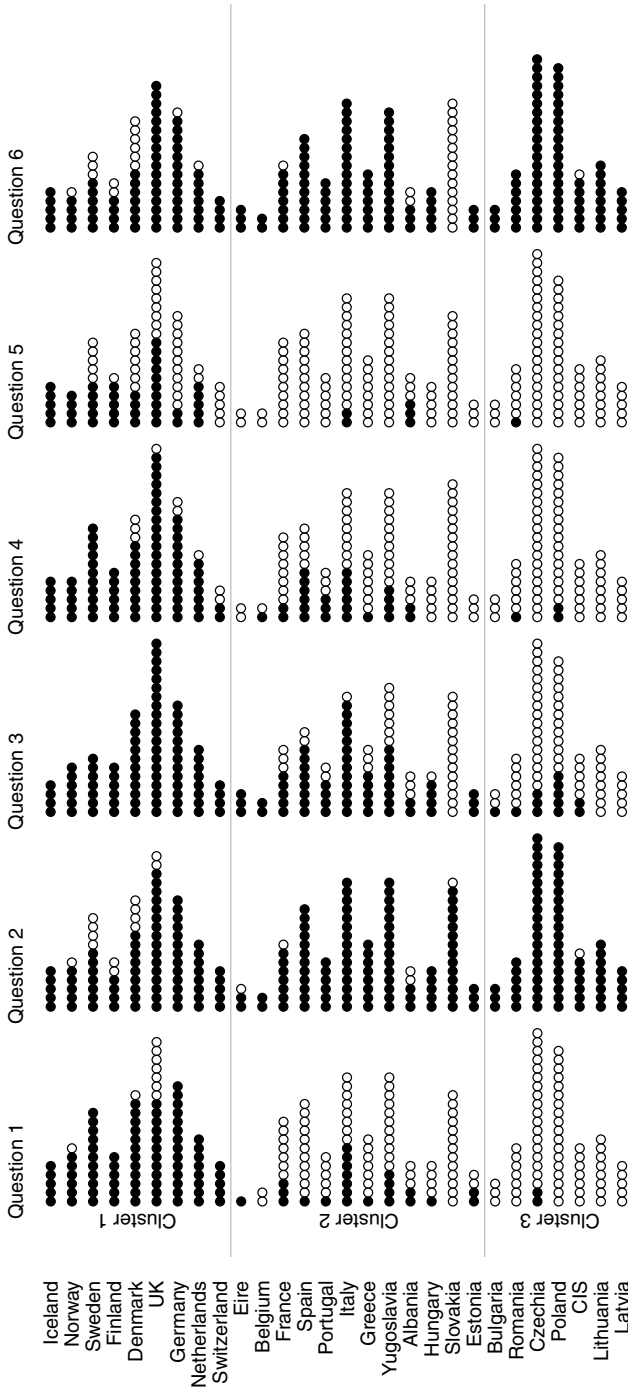 Question 1
Question 2
Question 3
Question 4
Question 5
Question 6
Cluster 1
Iceland
Norway
Sweden
Finland
Denmark
UK
Germany
Netherlands
Switzerland
Cluster 2
Eire
Belgium
France
Spain
Portugal
Italy
Greece
Yugoslavia
Albania
Hungary
Slovakia
Estonia
Cluster 3
Bulgaria
Romania
Czechia
Poland
CIS
Lithuania
Latvia